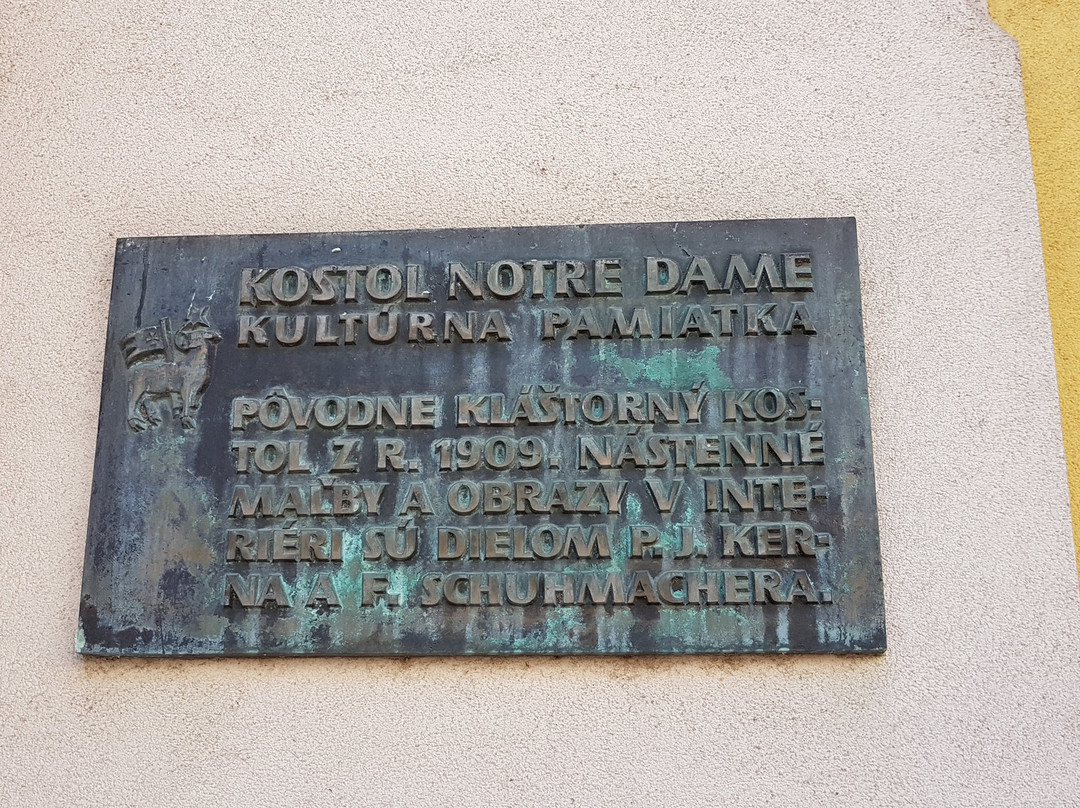 KOSTOL NOTRE DAME
KULTÚRNA PAMIATKA
PÔVODNE KLÁŠTORNÝ KOS-
TOL Z R. 1909. NÁSTENNÉ
MAĽBY A OBRAZY V INTE-
RIÉRI SÚ DIELOM P. J. KER-
NA A F. SCHUHMACHERA.